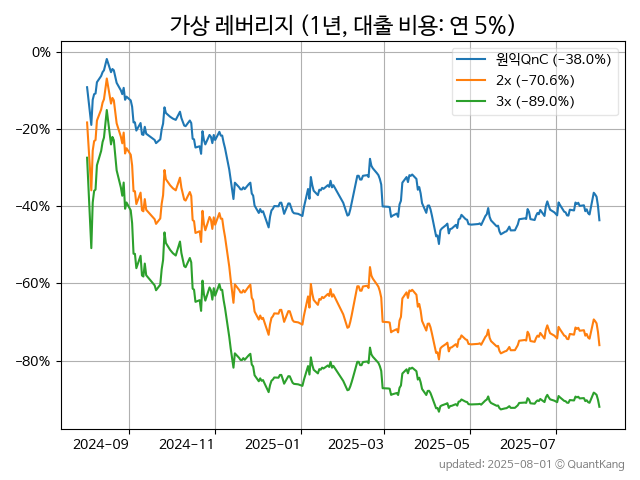 가상 레버리지 (1년, 대출 비용: 연 5%)
원익QnC (−38.0%)
2x (−70.6%)
3x (−89.0%)
0%
−20%
−40%
−60%
−80%
2024-09 2024-11 2025-01 2025-03 2025-05 2025-07
updated: 2025-08-01 © QuantKang